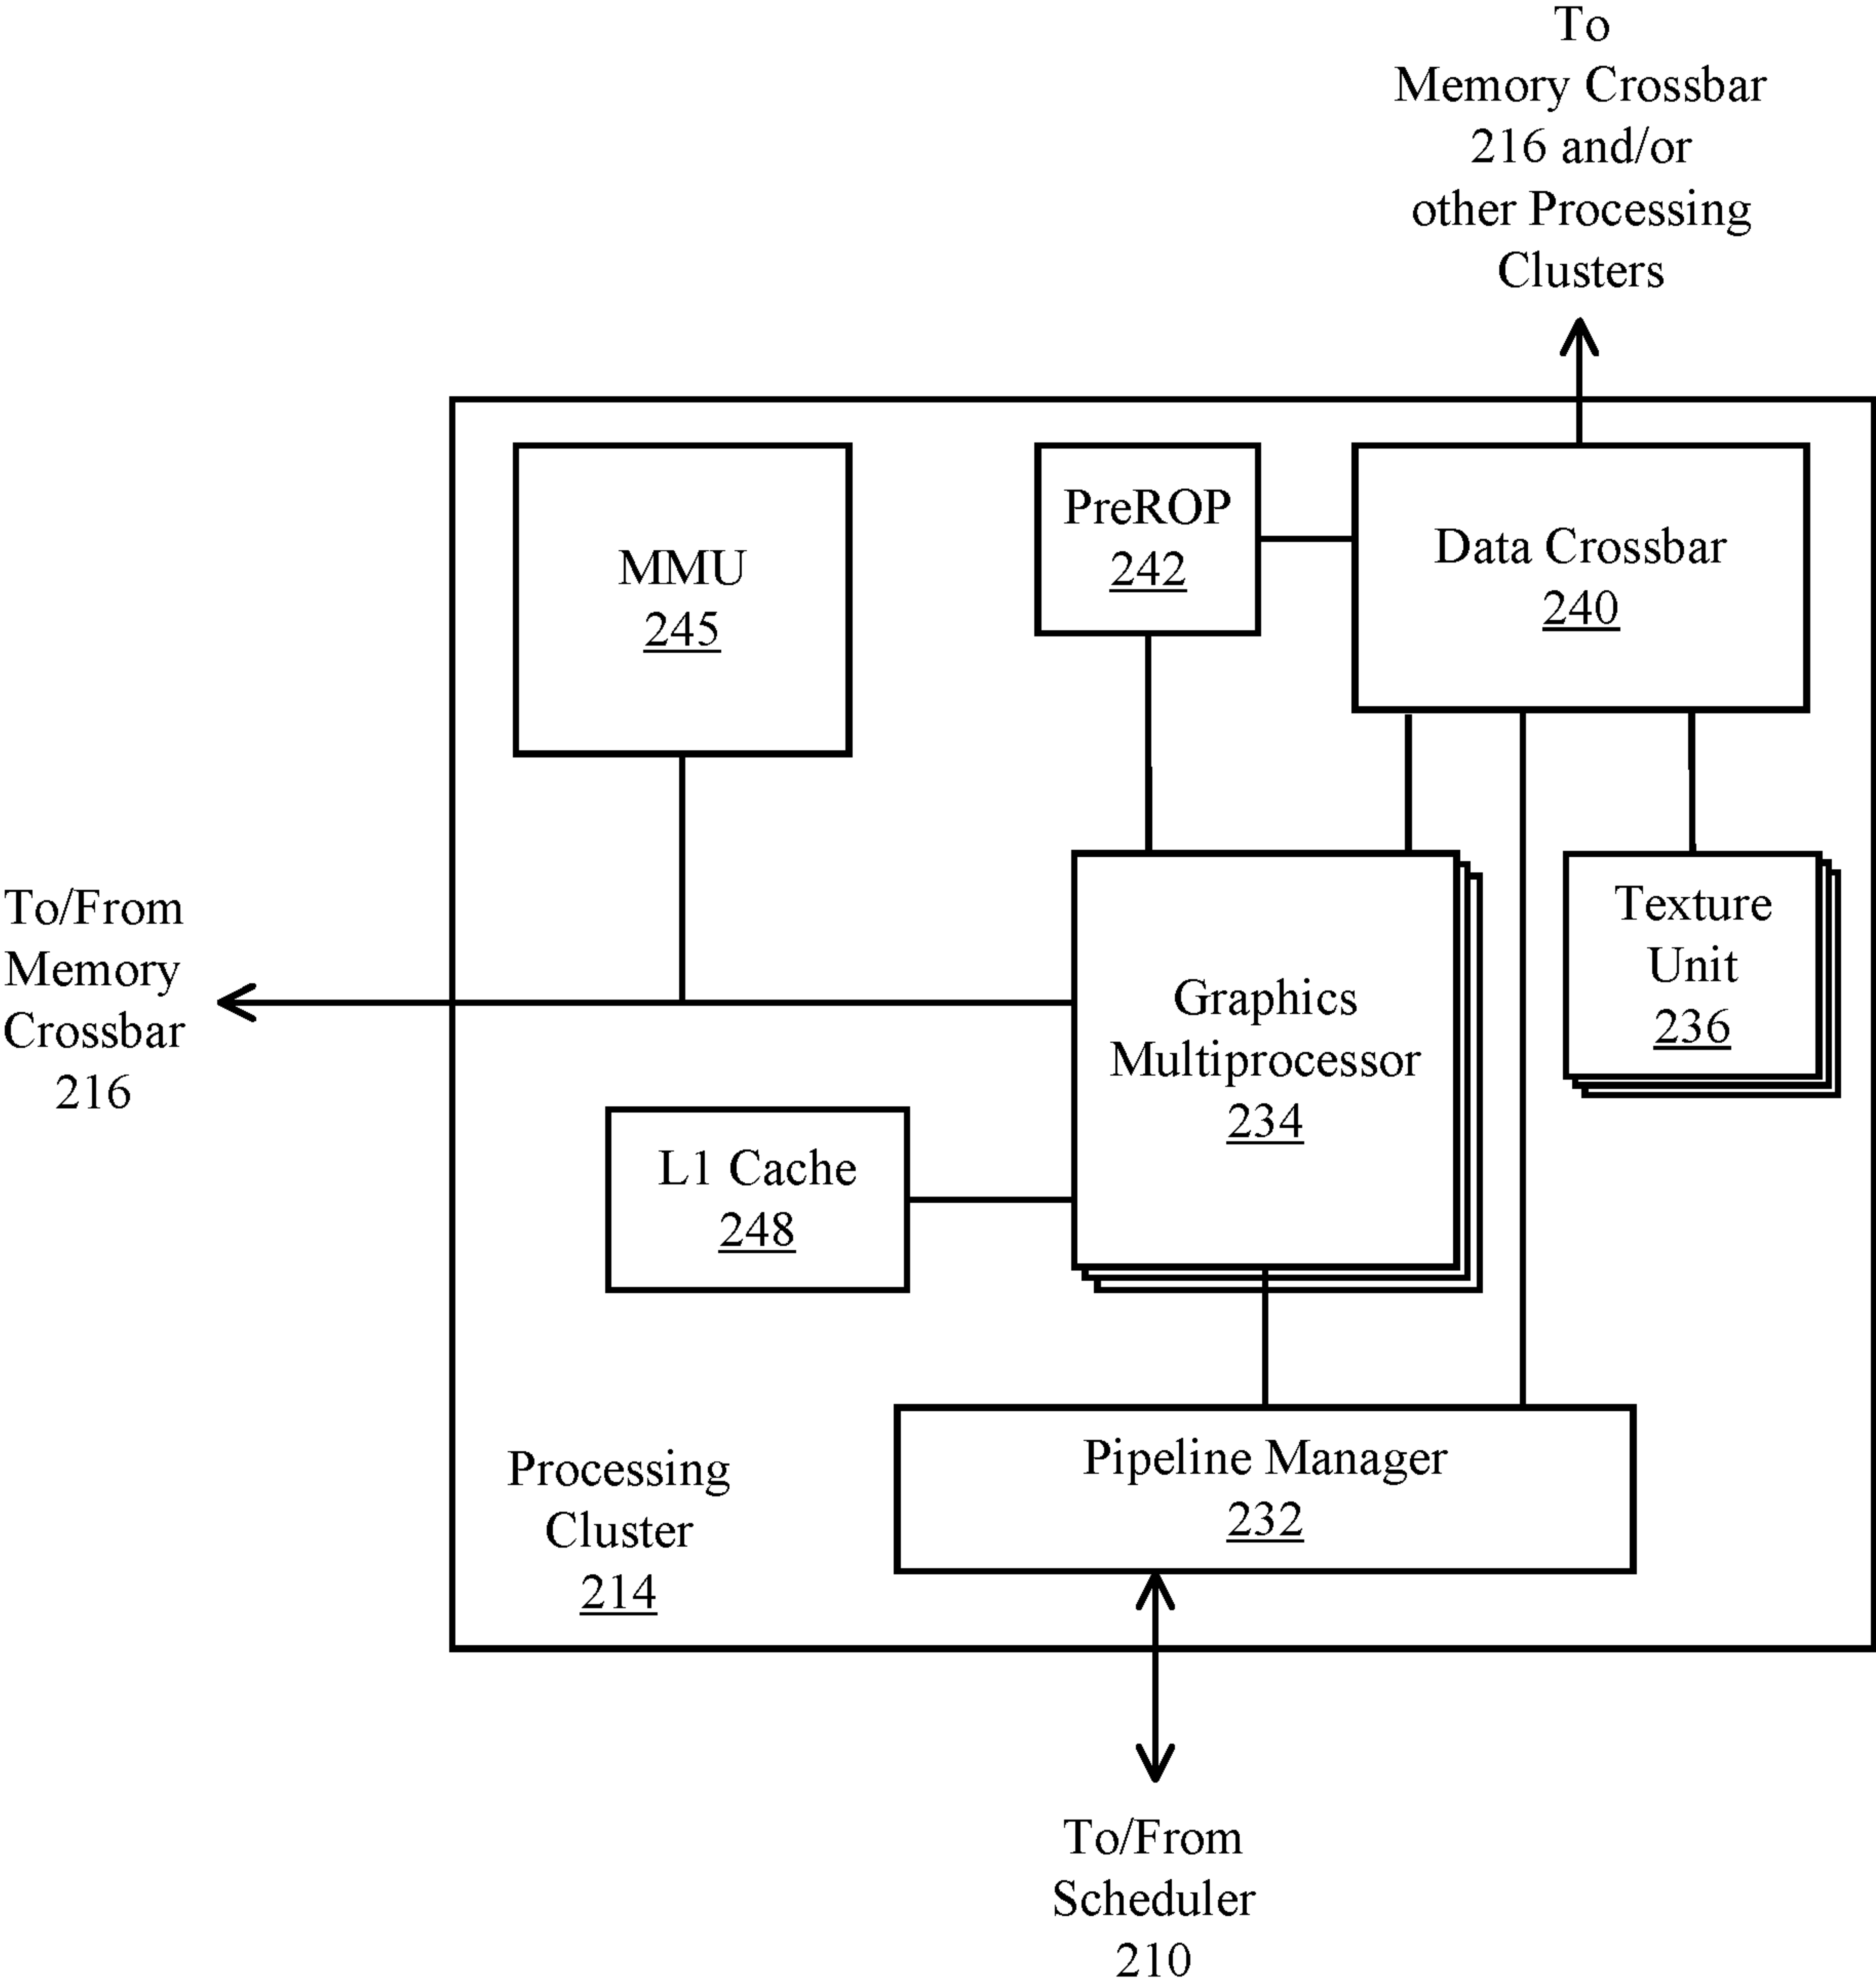 To
Memory Crossbar
216 and/or
other Processing
Clusters
MMU
245
PreROP
242
Data Crossbar
240
To/From
Memory
Crossbar
216
Graphics
Multiprocessor
234
Texture
Unit
236
L1 Cache
248
Processing
Cluster
214
Pipeline Manager
232
To/From
Scheduler
210